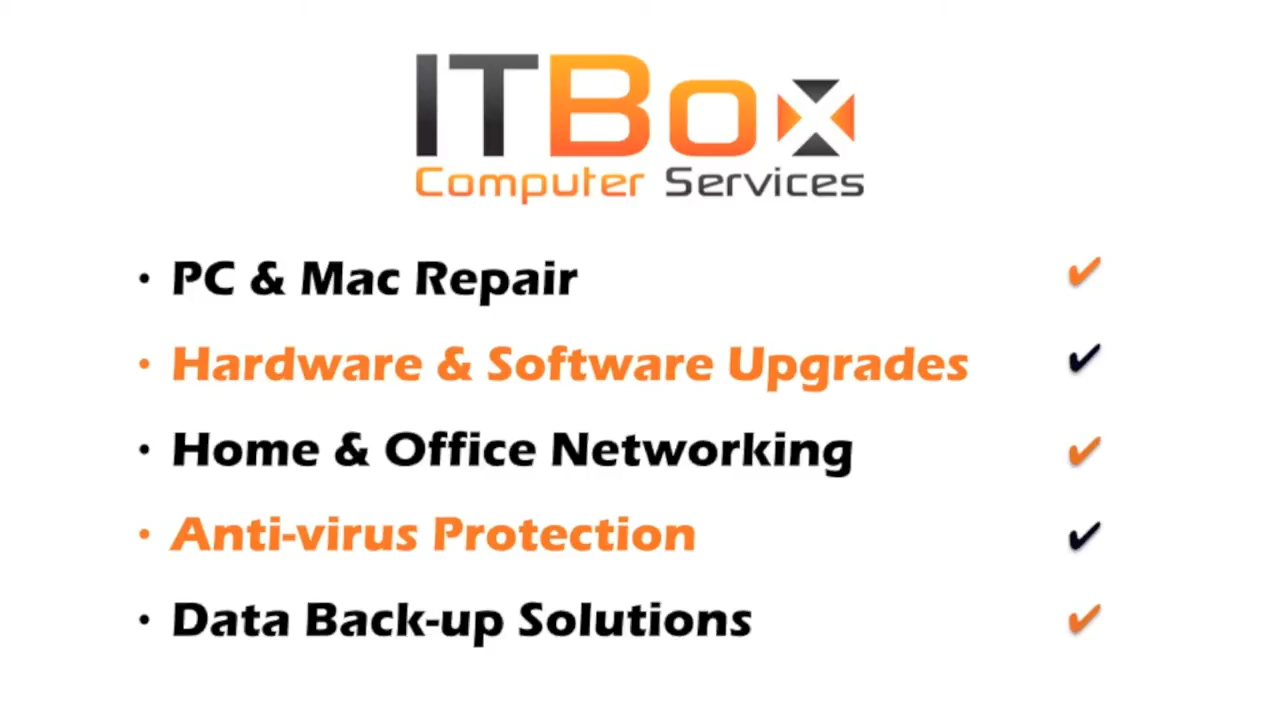 ITBox
Computer Services
• PC & Mac Repair ✔
• Hardware & Software Upgrades ✔
• Home & Office Networking ✔
• Anti-virus Protection ✔
• Data Back-up Solutions ✔